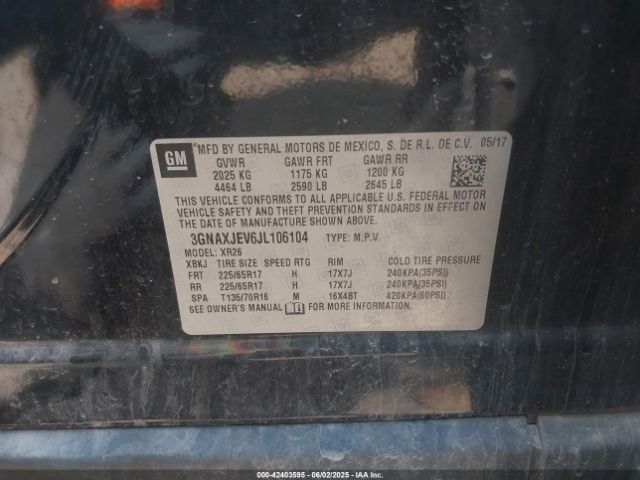 GM
MFD BY GENERAL MOTORS DE MEXICO, S. DE R.L. DE C.V. 05/17
GVWR GAWR FRT GAWR RR
2025 KG 1175 KG 1200 KG
4464 LB 2590 LB 2645 LB
THIS VEHICLE CONFORMS TO ALL APPLICABLE U.S. FEDERAL MOTOR
VEHICLE SAFETY AND THEFT PREVENTION STANDARDS IN EFFECT ON
THE DATE OF MANUFACTURE SHOWN ABOVE.
3GNAXJEV6JL106104 TYPE: M.P.V.
MODEL: XR26
XBKJ TIRE SIZE SPEED RTG RIM COLD TIRE PRESSURE
FRT 225/65R17 H 17X7J 240KPA(35PSI)
RR 225/65R17 H 17X7J 240KPA(35PSI)
SPA T135/70R16 M 16X4BT 420KPA(60PSI)
SEE OWNER'S MANUAL FOR MORE INFORMATION
00-42403595 - 06/02/2025 - IAA Inc.